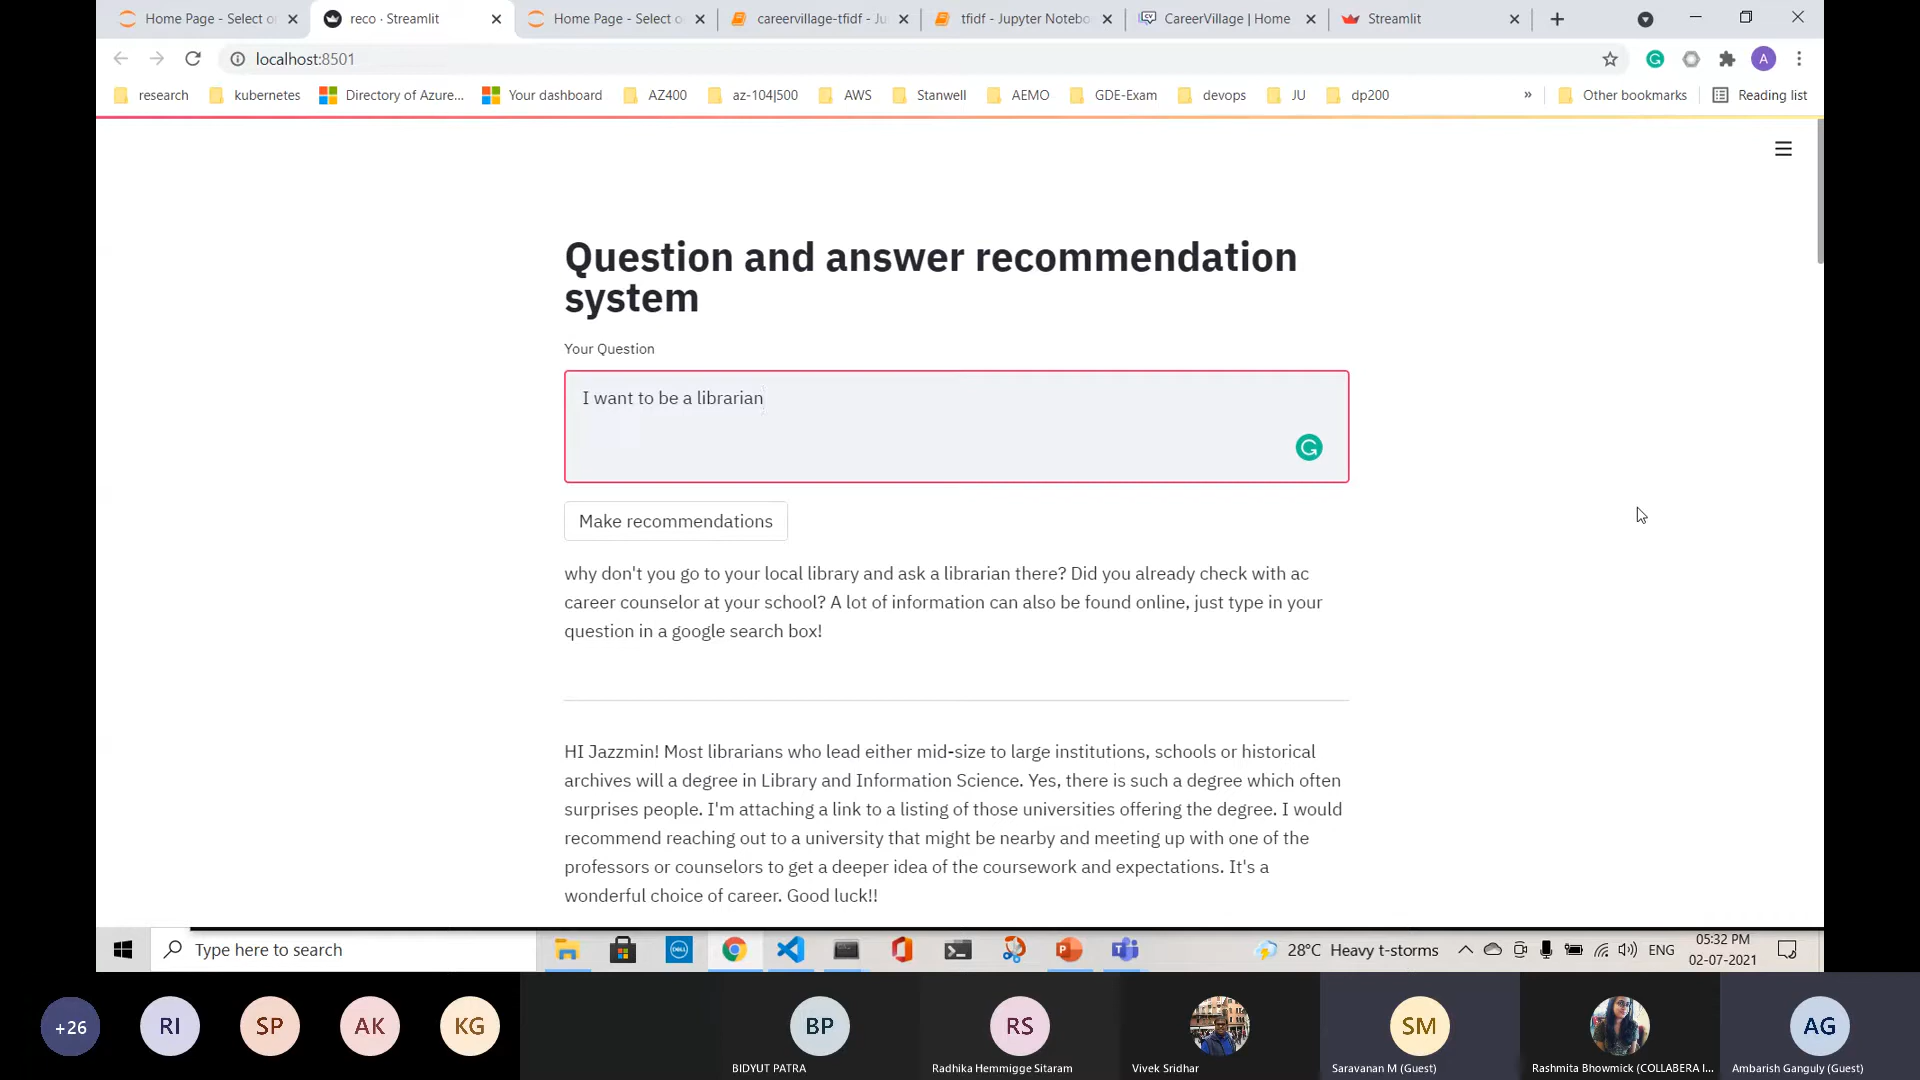 Home Page - Select o
reco · Streamlit
Home Page - Select o
careervillage-tfidf - Ju
tfidf - Jupyter Notebo
CareerVillage | Home
Streamlit
localhost:8501
A
research
kubernetes
Directory of Azure...
Your dashboard
AZ400
az-104|500
AWS
Stanwell
AEMO
GDE-Exam
devops
JU
dp200
»
Other bookmarks
Reading list
Question and answer recommendation
system
Your Question
I want to be a librarian
Make recommendations
why don't you go to your local library and ask a librarian there? Did you already check with ac
career counselor at your school? A lot of information can also be found online, just type in your
question in a google search box!
HI Jazzmin! Most librarians who lead either mid-size to large institutions, schools or historical
archives will a degree in Library and Information Science. Yes, there is such a degree which often
surprises people. I'm attaching a link to a listing of those universities offering the degree. I would
recommend reaching out to a university that might be nearby and meeting up with one of the
professors or counselors to get a deeper idea of the coursework and expectations. It's a
wonderful choice of career. Good luck!!
Type here to search
28°C Heavy t-storms
ENG
05:32 PM
02-07-2021
+26
RI
SP
AK
KG
BP
RS
SM
AG
BIDYUT PATRA
Radhika Hemmigge Sitaram
Vivek Sridhar
Saravanan M (Guest)
Rashmita Bhowmick (COLLABERA I...
Ambarish Ganguly (Guest)